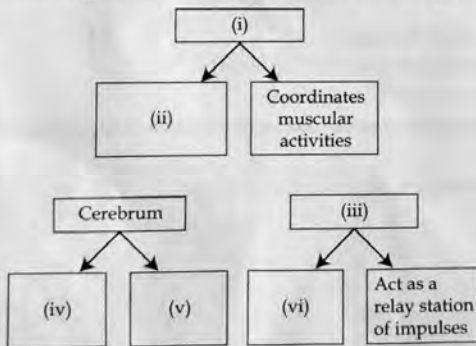 (i)
(ii)
Coordinates
muscular
activities
Cerebrum
(iii)
(iv)
(v)
(vi)
Act as a
relay station
of impulses